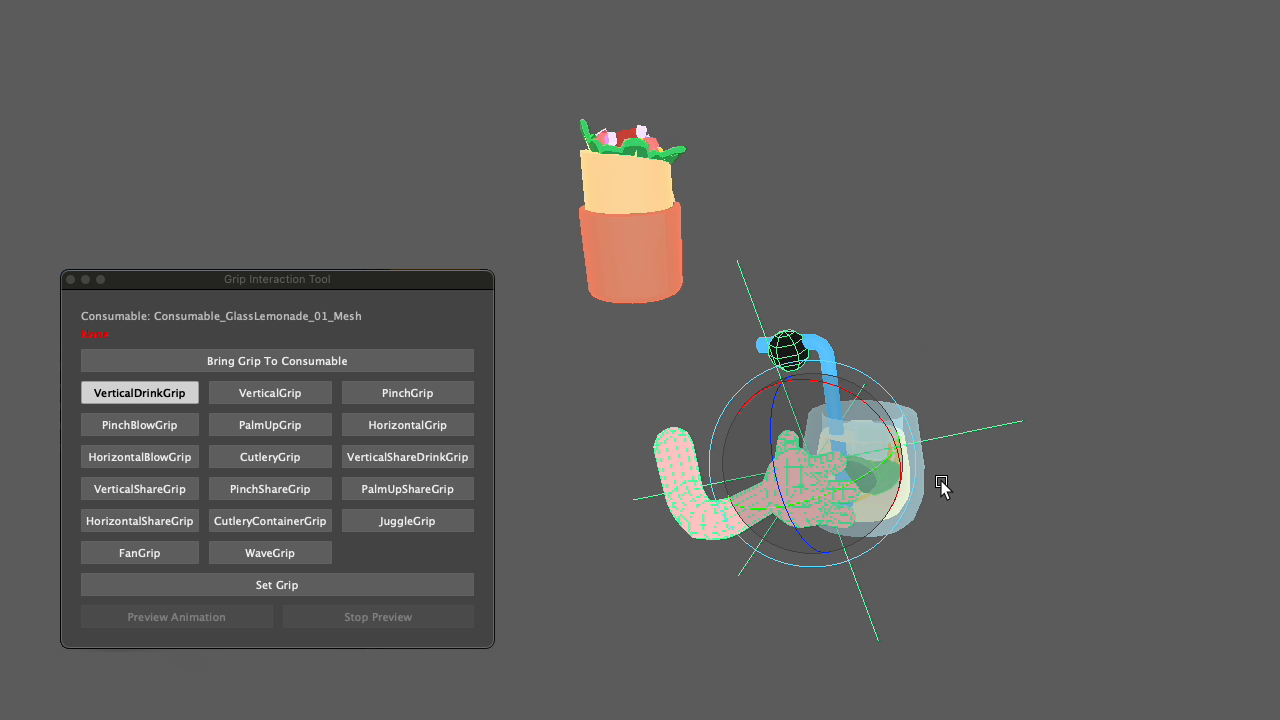 Grip Interaction Tool
Consumable: Consumable_GlassLemonade_01_Mesh
Bring Grip To Consumable
VerticalDrinkGrip VerticalGrip PinchGrip
PinchBlowGrip PalmUpGrip HorizontalGrip
HorizontalBlowGrip CutleryGrip VerticalShareDrinkGrip
VerticalShareGrip PinchShareGrip PalmUpShareGrip
HorizontalShareGrip CutleryContainerGrip JuggleGrip
FanGrip WaveGrip
Set Grip
Preview Animation Stop Preview